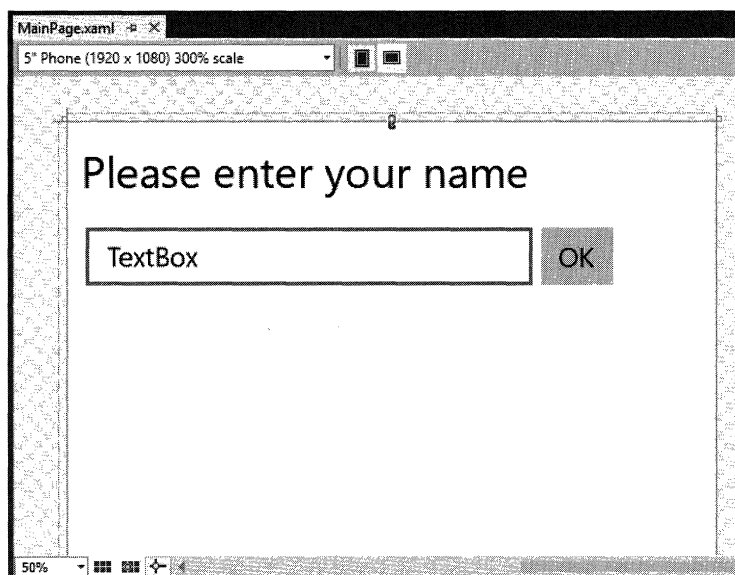 MainPage.xaml
5" Phone (1920 x 1080) 300% scale
Please enter your name
TextBox
OK
50%